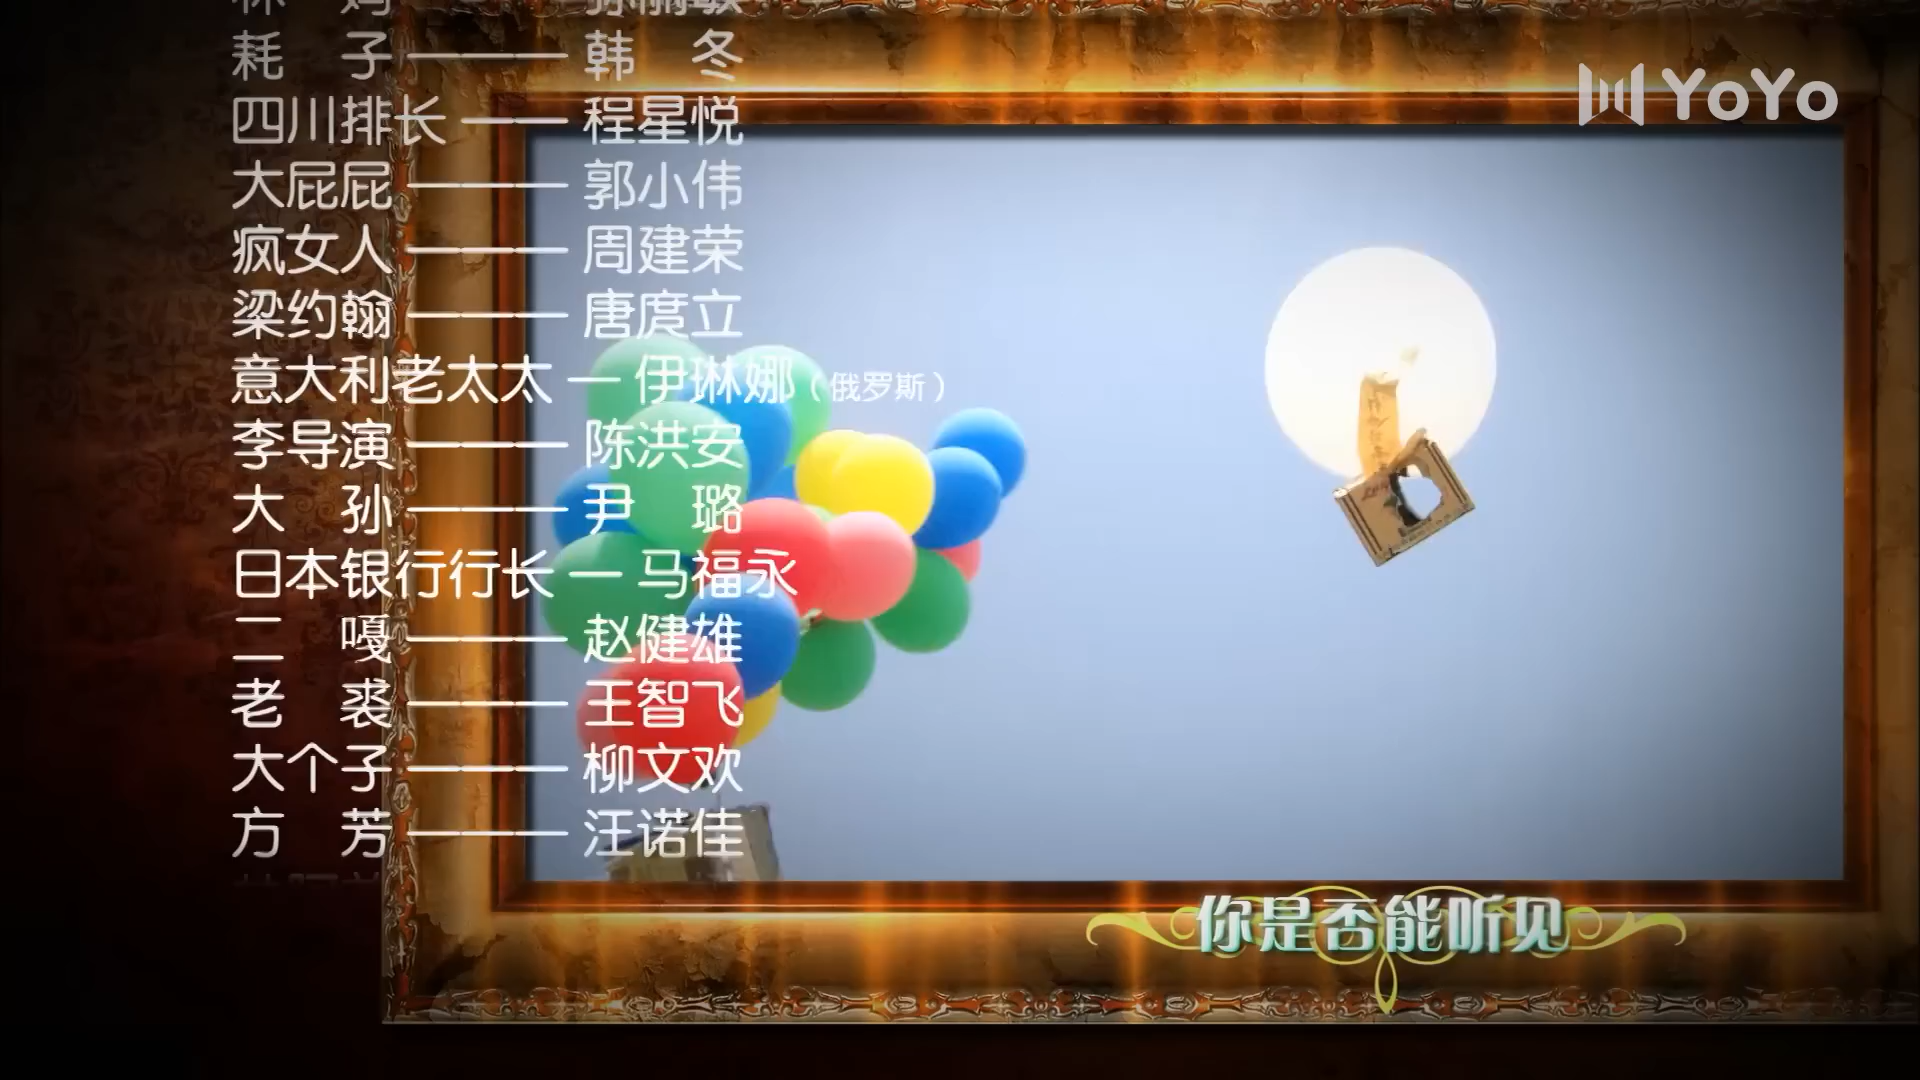 耗 子———韩 冬
四川排长——程星悦
大屁屁———郭小伟
疯女人———周建荣
梁约翰———唐度立
意大利老太太—伊琳娜（俄罗斯）
李导演———陈洪安
大 孙———尹 璐
日本银行行长—马福永
二 嘎———赵健雄
老 裘———王智飞
大个子———柳文欢
方 芳———汪诺佳
YoYo
你是否能听见